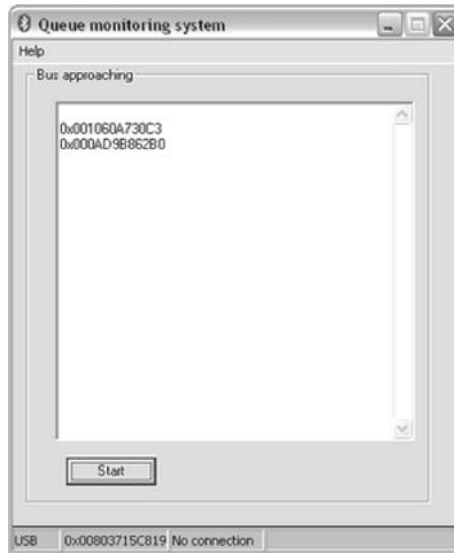 Queue monitoring system
Help
Bus approaching
0x001060A730C3
0x000AD9B862B0
Start
USB 0x00803715C819 No connection